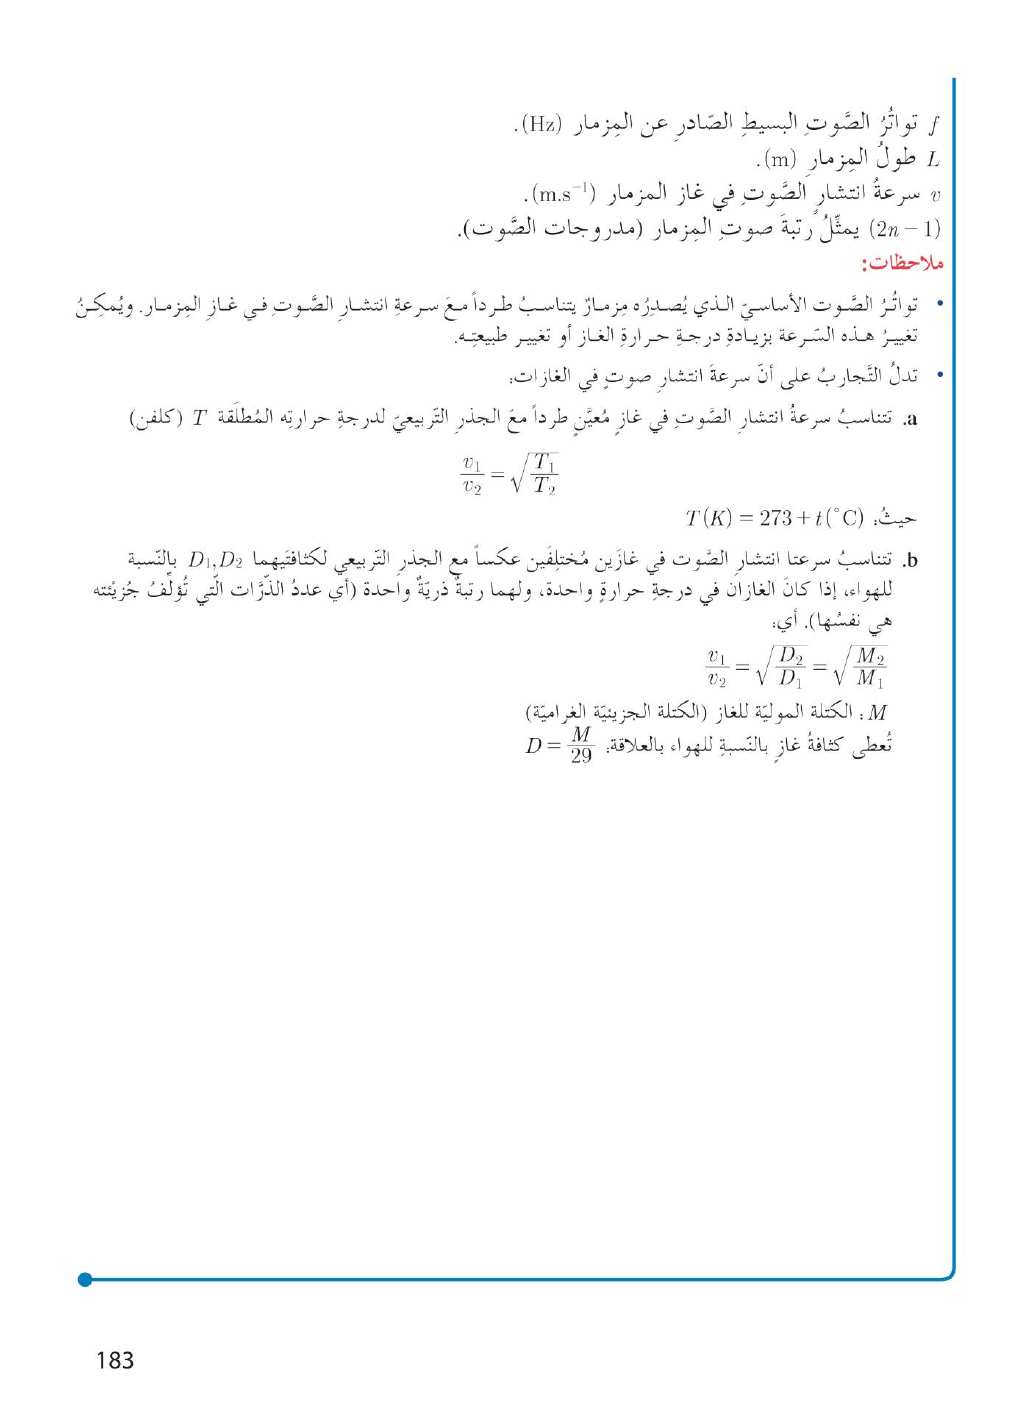 f تواتُرُ الصَّوتِ البسيطِ الصّادرِ عن المِزمار (Hz).
L طولُ المِزمارِ (m).
v سرعةُ انتشارِ الصَّوتِ في غاز المزمار (m.s⁻¹).
(2n − 1) يمثِّلُ رتبةَ صوتِ المِزمار (مدروجات الصَّوت).
ملاحظات:
• تواتُرُ الصَّوت الأساسيّ الذي يُصدِرُه مِزمارٌ يتناسبُ طرداً معَ سرعةِ انتشارِ الصَّوتِ في غازِ المِزمار. ويُمكِنُ
تغييرُ هذه السّرعة بزيادةِ درجةِ حرارةِ الغاز أو تغيير طبيعتِه.
• تدلُ التَّجاربُ على أنّ سرعةَ انتشارِ صوتٍ في الغازات:
a. تتناسبُ سرعةُ انتشارِ الصَّوتِ في غازٍ مُعيَّنٍ طرداً معَ الجذرِ التّربيعيّ لدرجةِ حرارتِه المُطلَقة T (كلفن)
v₁/v₂ = √(T₁/T₂)
حيثُ: T(K) = 273 + t(°C)
b. تتناسبُ سرعتا انتشارِ الصَّوت في غازَين مُختلِفَين عكساً مع الجذرِ التّربيعي لكثافتَيهما D₁,D₂ بالنّسبة
للهواء، إذا كانَ الغازان في درجةِ حرارةٍ واحدة، ولهما رتبةٌ ذريّةٌ واحدة (أي عددُ الذرَّات الّتي تُؤلِّفُ جُزيئته
هي نفسُها). أي:
v₁/v₂ = √(D₂/D₁) = √(M₂/M₁)
M : الكتلة الموليّة للغاز (الكتلة الجزيئيّة الغراميّة)
تُعطى كثافةُ غازٍ بالنّسبةِ للهواء بالعلاقة: D = M/29
183